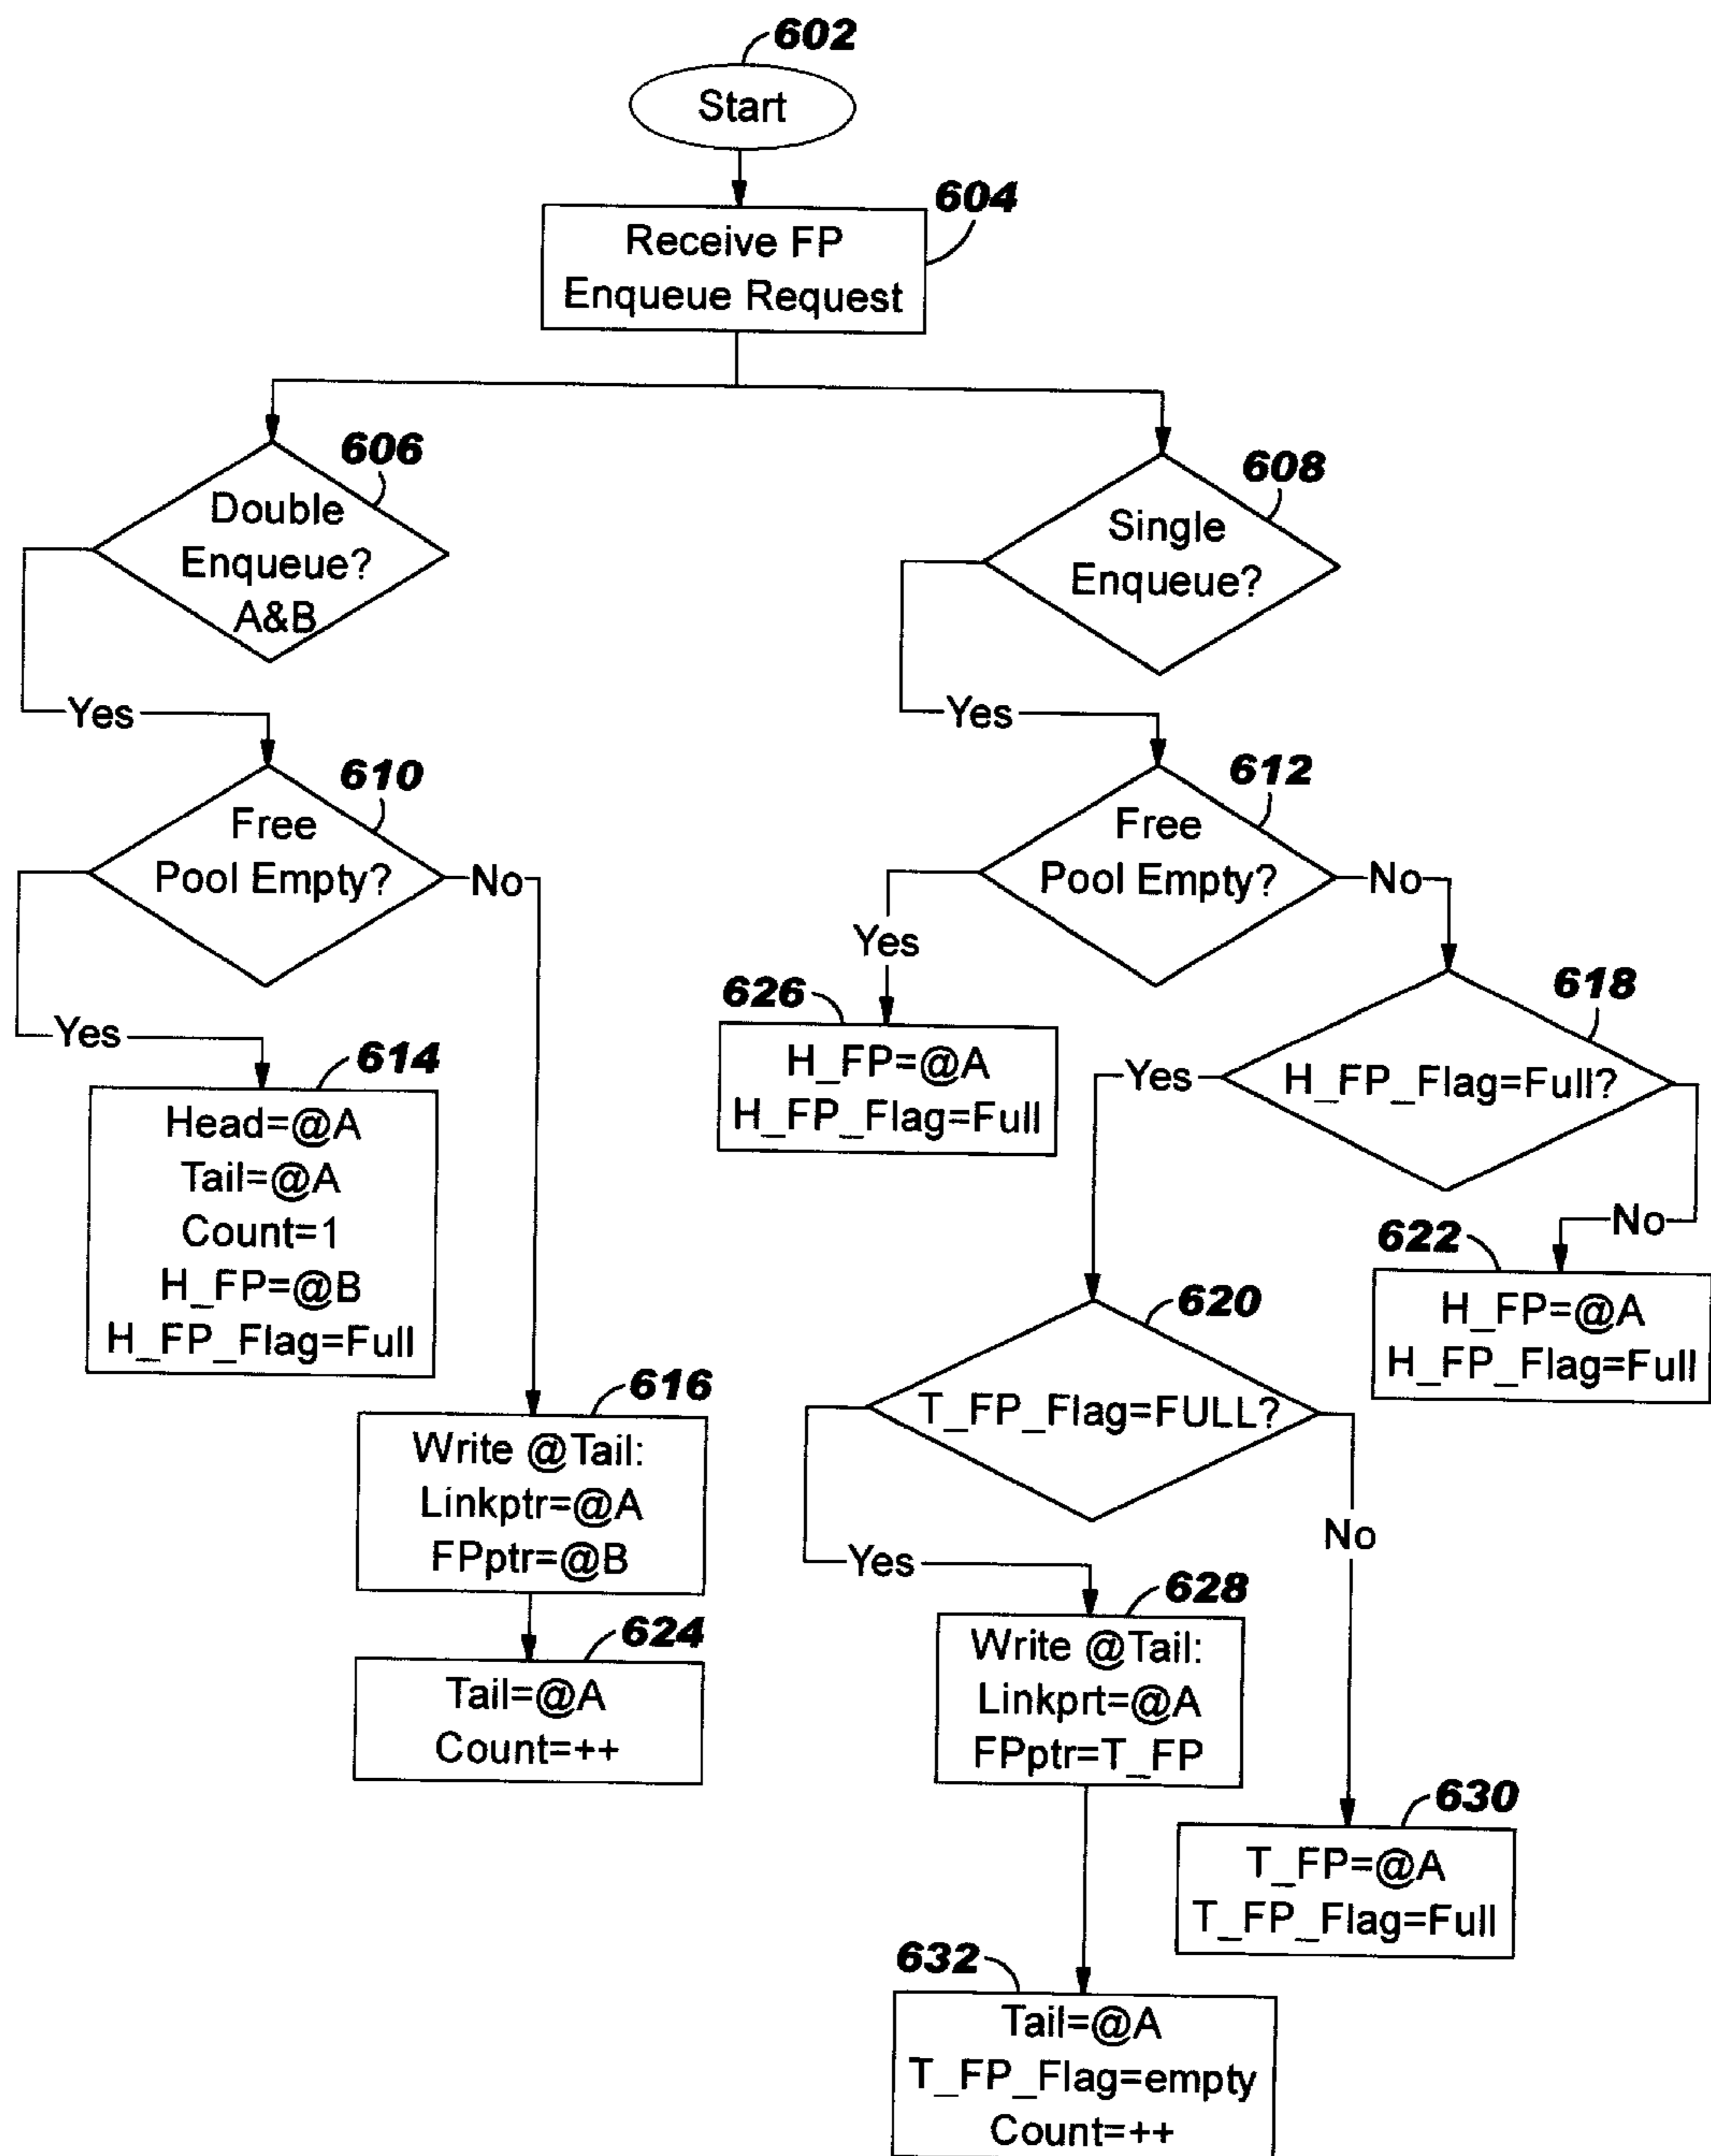 602
Start
604
Receive FP
Enqueue Request
606
Double
Enqueue?
A&B
608
Single
Enqueue?
Yes
Yes
610
Free
Pool Empty?
No
612
Free
Pool Empty?
No
Yes
Yes
614
Head=@A
Tail=@A
Count=1
H_FP=@B
H_FP_Flag=Full
626
H_FP=@A
H_FP_Flag=Full
618
H_FP_Flag=Full?
Yes
No
622
H_FP=@A
H_FP_Flag=Full
616
Write @Tail:
Linkptr=@A
FPptr=@B
624
Tail=@A
Count=++
620
T_FP_Flag=FULL?
Yes
No
628
Write @Tail:
Linkprt=@A
FPptr=T_FP
630
T_FP=@A
T_FP_Flag=Full
632
Tail=@A
T_FP_Flag=empty
Count=++